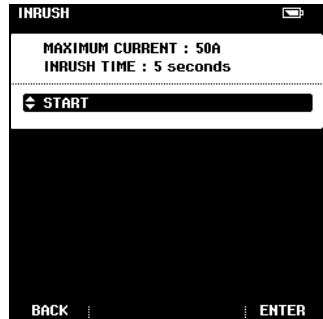 INRUSH
MAXIMUM CURRENT : 50A
INRUSH TIME : 5 seconds
START
BACK ENTER